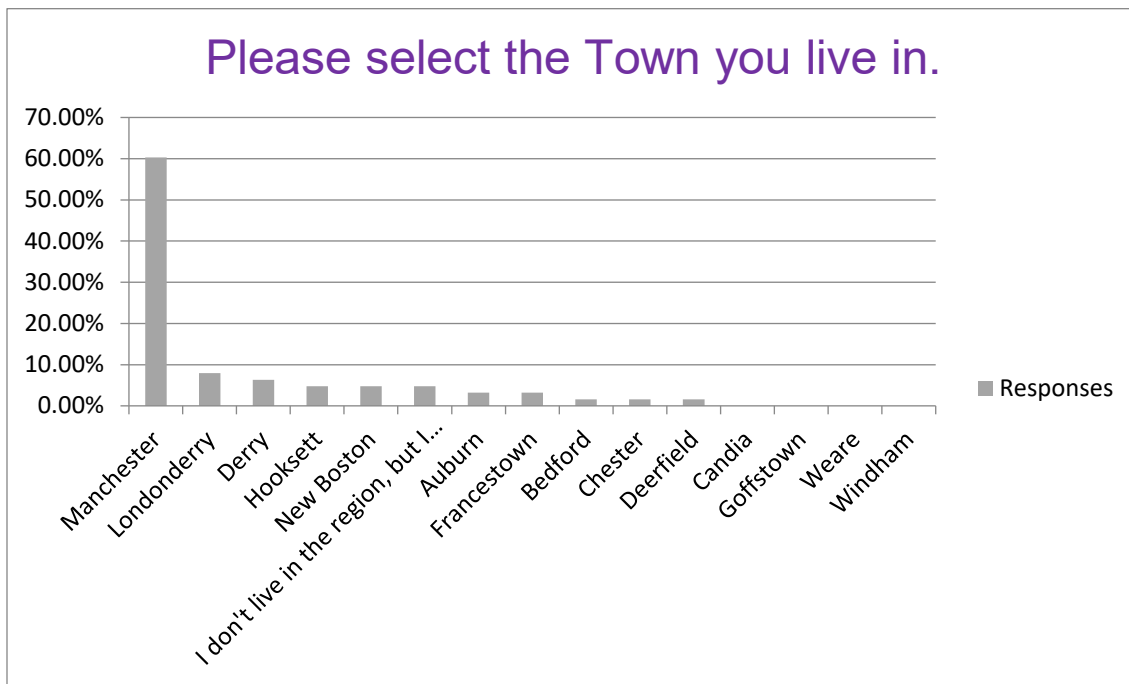 Please select the Town you live in.
70.00%
60.00%
50.00%
40.00%
30.00%
20.00%
10.00%
0.00%
Responses
Manchester
Londonderry
Derry
Hooksett
New Boston
I don't live in the region, but I...
Auburn
Francestown
Bedford
Chester
Deerfield
Candia
Goffstown
Weare
Windham